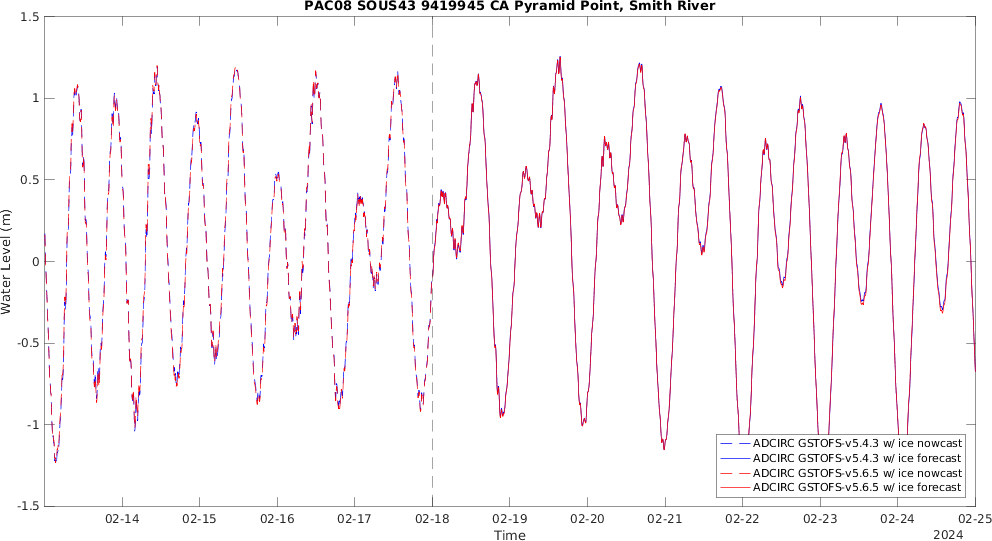 PAC08 SOUS43 9419945 CA Pyramid Point, Smith River
1.5
1
0.5
0
-0.5
-1
-1.5
Water Level (m)
02-14
02-15
02-16
02-17
02-18
02-19
02-20
02-21
02-22
02-23
02-24
02-25
Time
2024
ADCIRC GSTOFS-v5.4.3 w/ ice nowcast
ADCIRC GSTOFS-v5.4.3 w/ ice forecast
ADCIRC GSTOFS-v5.6.5 w/ ice nowcast
ADCIRC GSTOFS-v5.6.5 w/ ice forecast